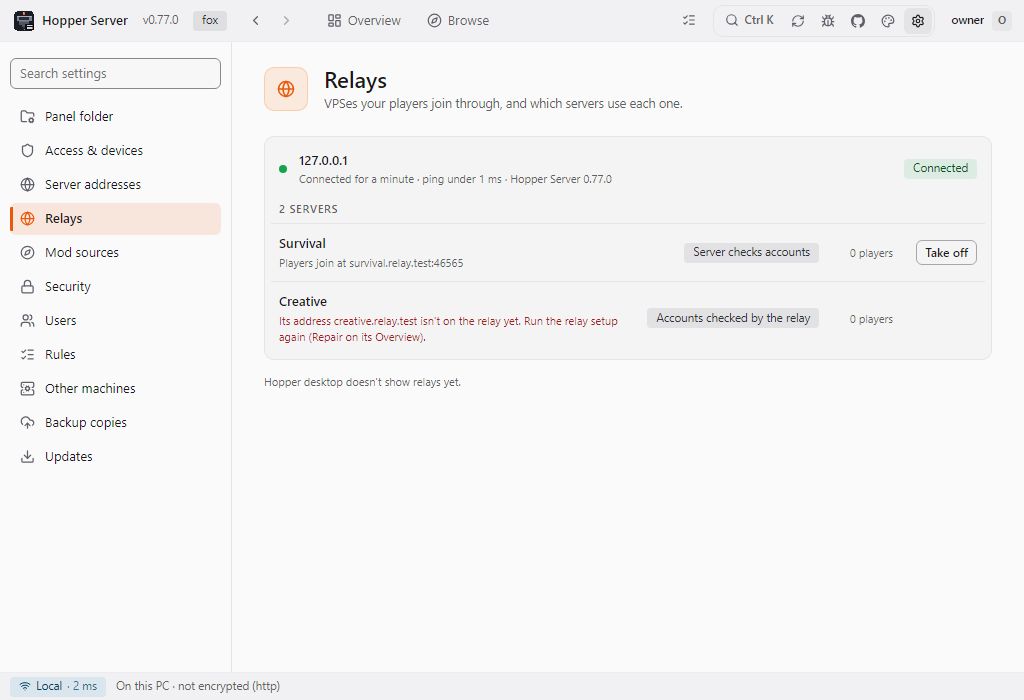 Hopper Server v0.77.0 fox Overview Browse Ctrl K owner O
Search settings
Panel folder
Access & devices
Server addresses
Relays
Mod sources
Security
Users
Rules
Other machines
Backup copies
Updates
Relays
VPSes your players join through, and which servers use each one.
127.0.0.1
Connected for a minute · ping under 1 ms · Hopper Server 0.77.0
Connected
2 SERVERS
Survival
Players join at survival.relay.test:46565
Server checks accounts 0 players Take off
Creative
Its address creative.relay.test isn't on the relay yet. Run the relay setup
again (Repair on its Overview).
Accounts checked by the relay 0 players
Hopper desktop doesn't show relays yet.
Local · 2 ms On this PC · not encrypted (http)